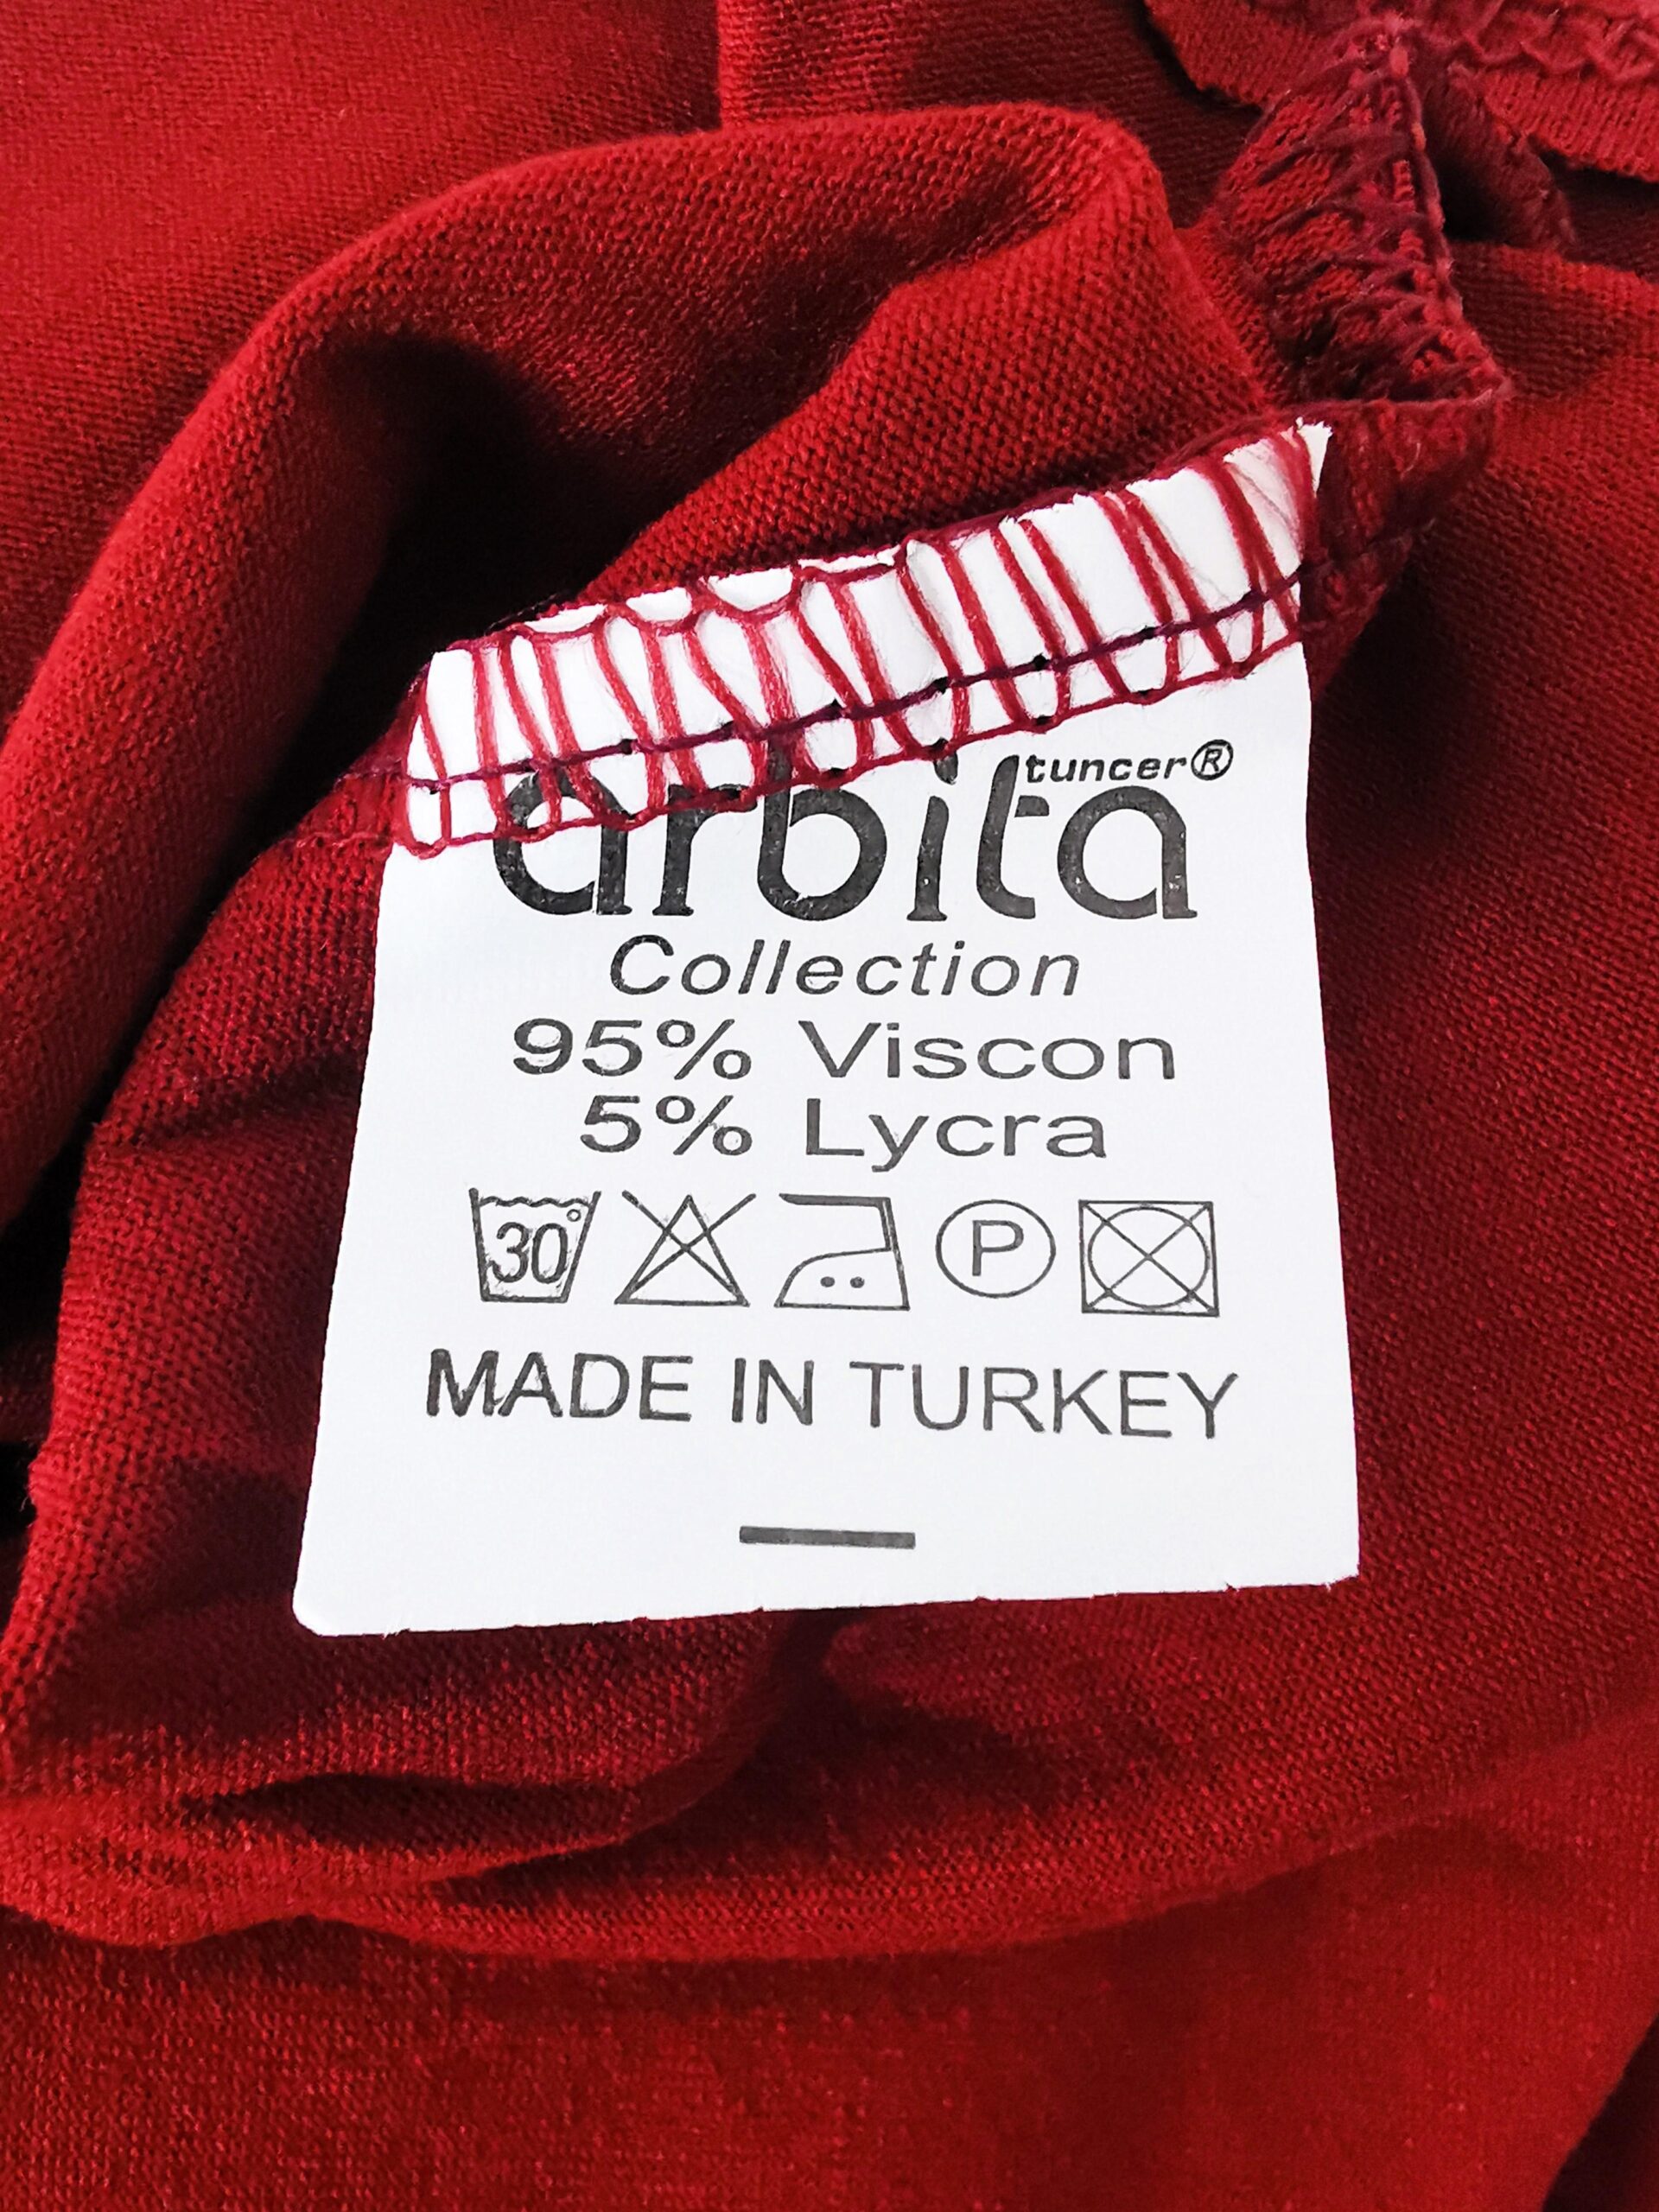 tuncer®
arbita
Collection
95% Viscon
5% Lycra
30° P
MADE IN TURKEY